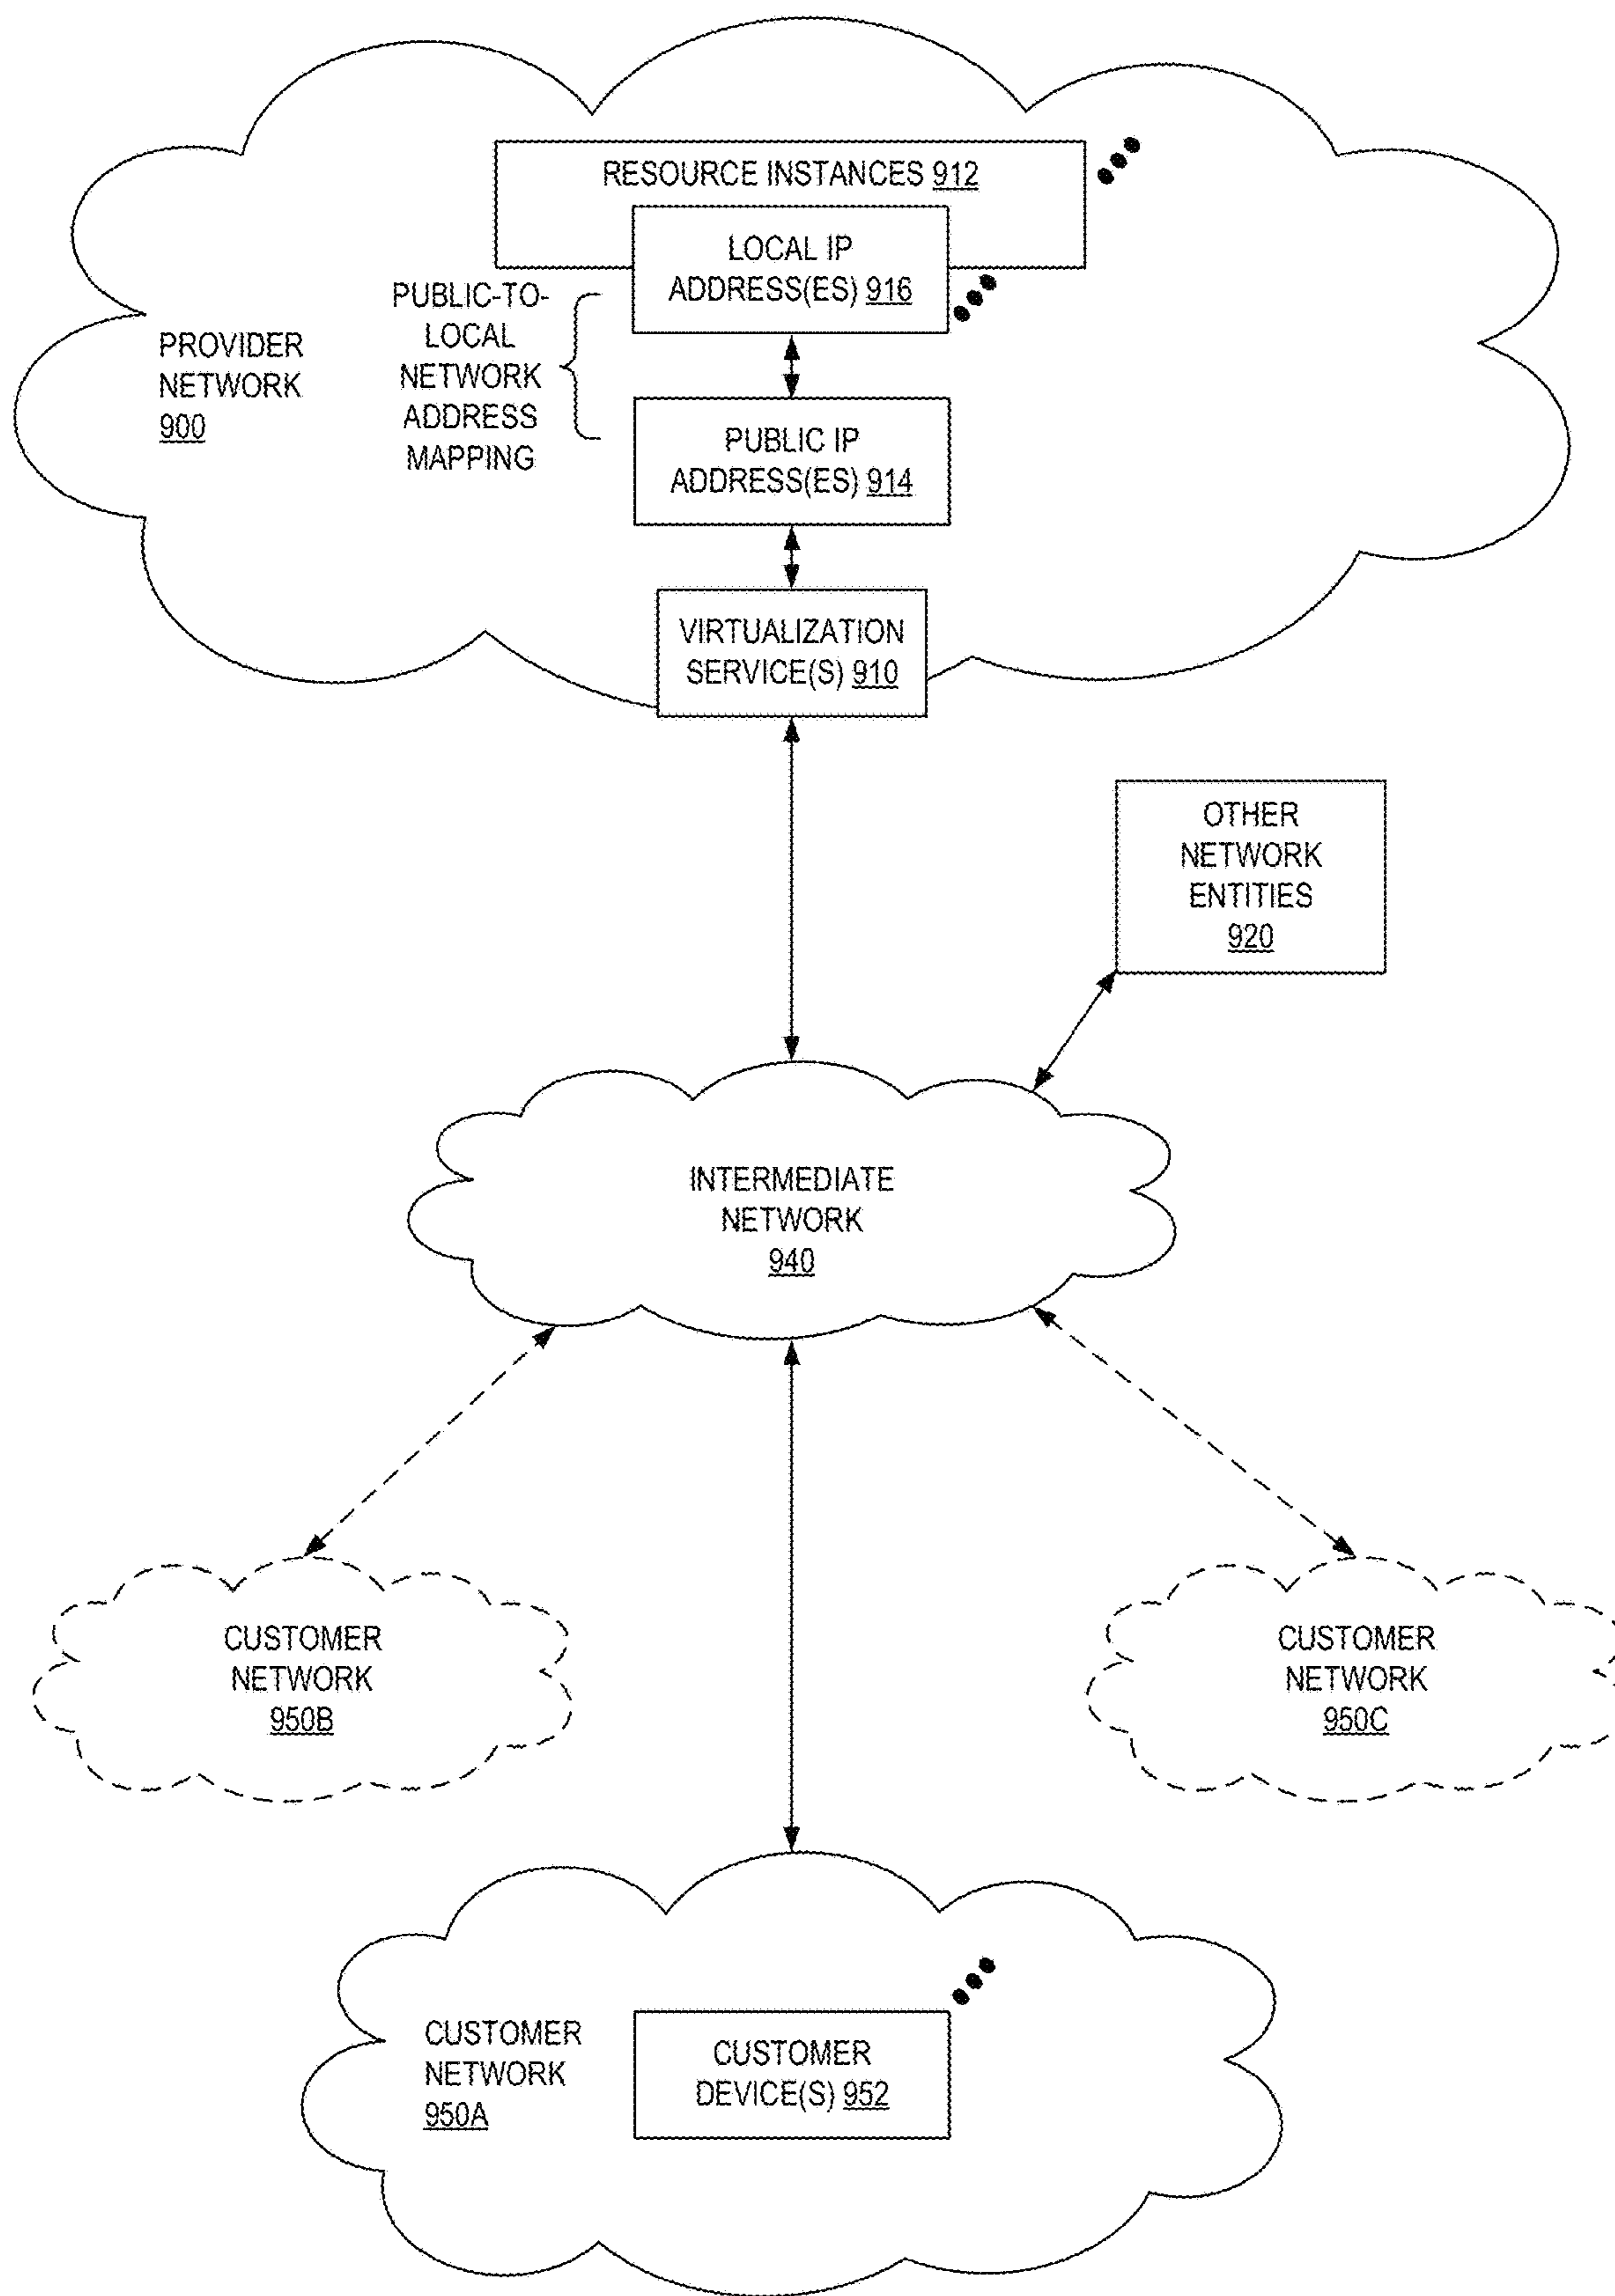 RESOURCE INSTANCES 912
LOCAL IP
ADDRESS(ES) 916
PUBLIC-TO-
LOCAL
NETWORK
ADDRESS
MAPPING
PROVIDER
NETWORK
900
PUBLIC IP
ADDRESS(ES) 914
VIRTUALIZATION
SERVICE(S) 910
OTHER
NETWORK
ENTITIES
920
INTERMEDIATE
NETWORK
940
CUSTOMER
NETWORK
950B
CUSTOMER
NETWORK
950C
CUSTOMER
NETWORK
950A
CUSTOMER
DEVICE(S) 952